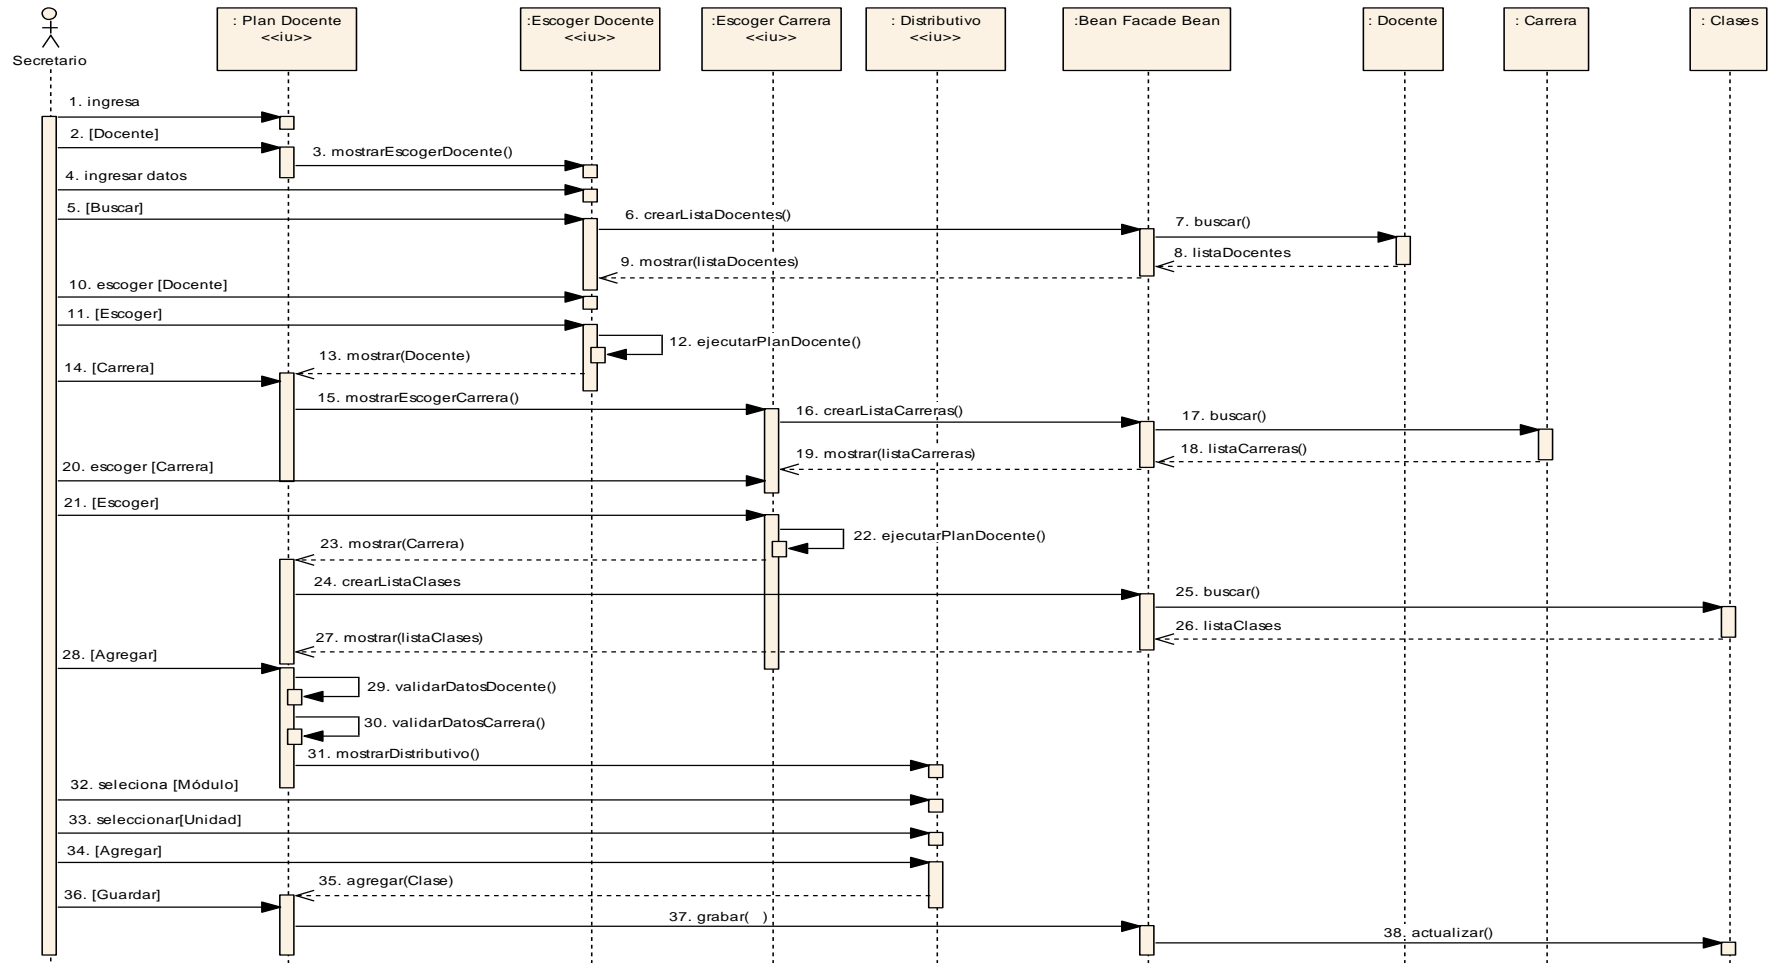 : Plan Docente
<<iu>>
:Escoger Docente
<<iu>>
:Escoger Carrera
<<iu>>
: Distributivo
<<iu>>
:Bean Facade Bean
: Docente
: Carrera
: Clases
Secretario
1. ingresa
2. [Docente]
3. mostrarEscogerDocente()
4. ingresar datos
5. [Buscar]
6. crearListaDocentes()
7. buscar()
8. listaDocentes
9. mostrar(listaDocentes)
10. escoger [Docente]
11. [Escoger]
12. ejecutarPlanDocente()
13. mostrar(Docente)
14. [Carrera]
15. mostrarEscogerCarrera()
16. crearListaCarreras()
17. buscar()
18. listaCarreras()
19. mostrar(listaCarreras)
20. escoger [Carrera]
21. [Escoger]
22. ejecutarPlanDocente()
23. mostrar(Carrera)
24. crearListaClases
25. buscar()
26. listaClases
27. mostrar(listaClases)
28. [Agregar]
29. validarDatosDocente()
30. validarDatosCarrera()
31. mostrarDistributivo()
32. seleciona [Módulo]
33. seleccionar[Unidad]
34. [Agregar]
35. agregar(Clase)
36. [Guardar]
37. grabar( )
38. actualizar()